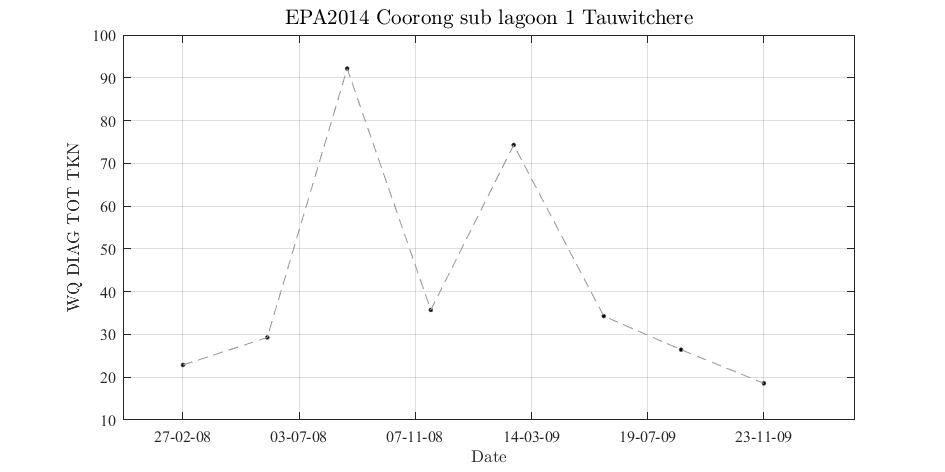 EPA2014 Coorong sub lagoon 1 Tauwitchere
WQ DIAG TOT TKN
100
90
80
70
60
50
40
30
20
10
27-02-08 03-07-08 07-11-08 14-03-09 19-07-09 23-11-09
Date